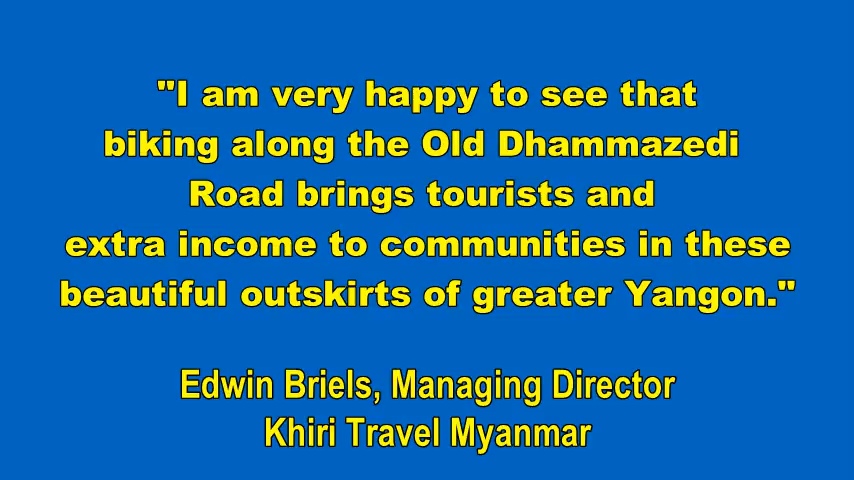 "I am very happy to see that
biking along the Old Dhammazedi
Road brings tourists and
extra income to communities in these
beautiful outskirts of greater Yangon."
Edwin Briels, Managing Director
Khiri Travel Myanmar